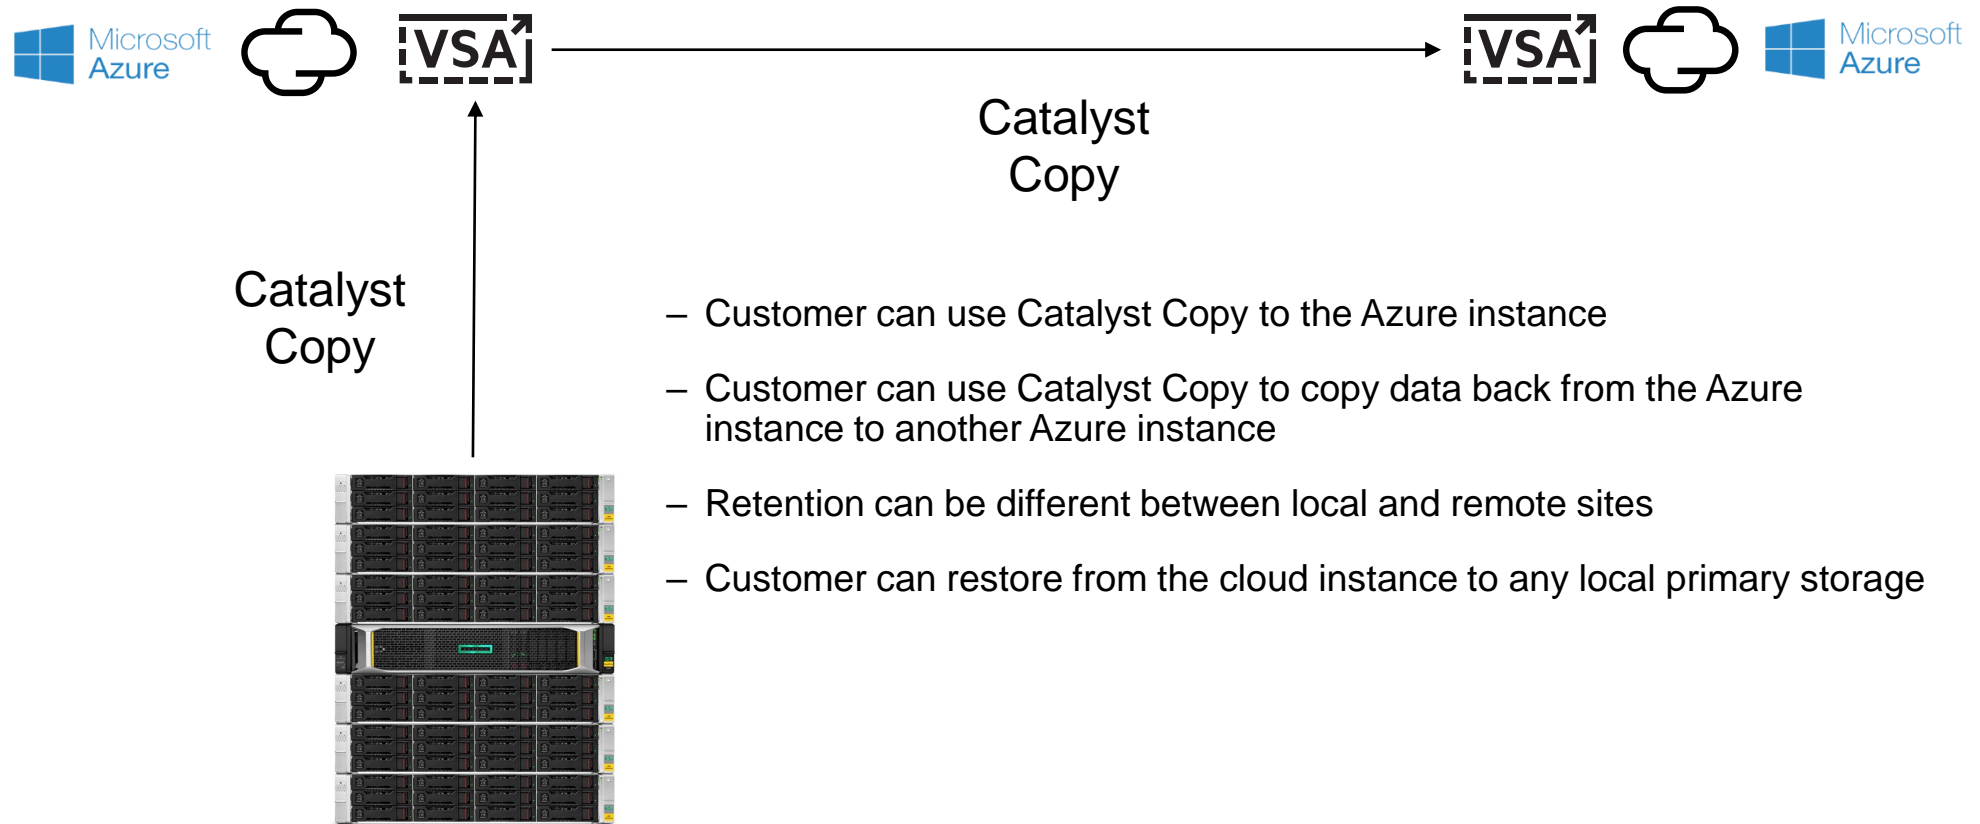 Microsoft
Azure
VSA
VSA
Microsoft
Azure
Catalyst
Copy
Catalyst
Copy
– Customer can use Catalyst Copy to the Azure instance
– Customer can use Catalyst Copy to copy data back from the Azure
instance to another Azure instance
– Retention can be different between local and remote sites
– Customer can restore from the cloud instance to any local primary storage